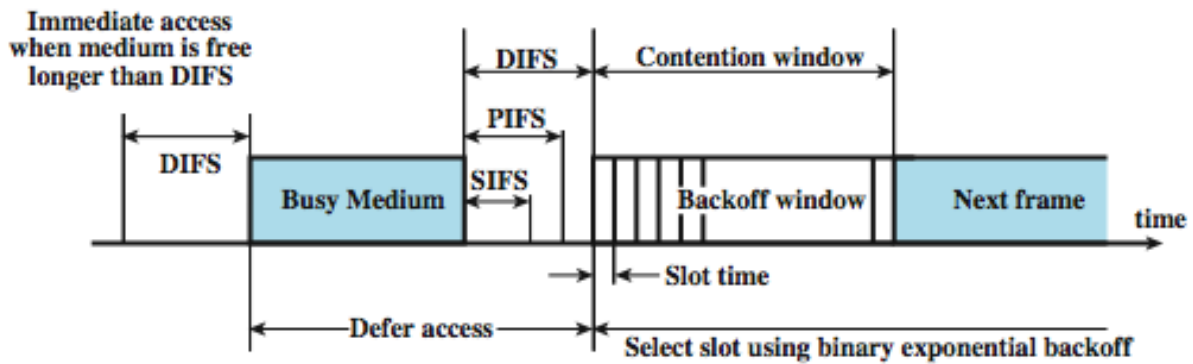 Immediate access
when medium is free
longer than DIFS
DIFS
Contention window
PIFS
DIFS
SIFS
Busy Medium
Backoff window
Next frame
time
Slot time
Defer access
Select slot using binary exponential backoff